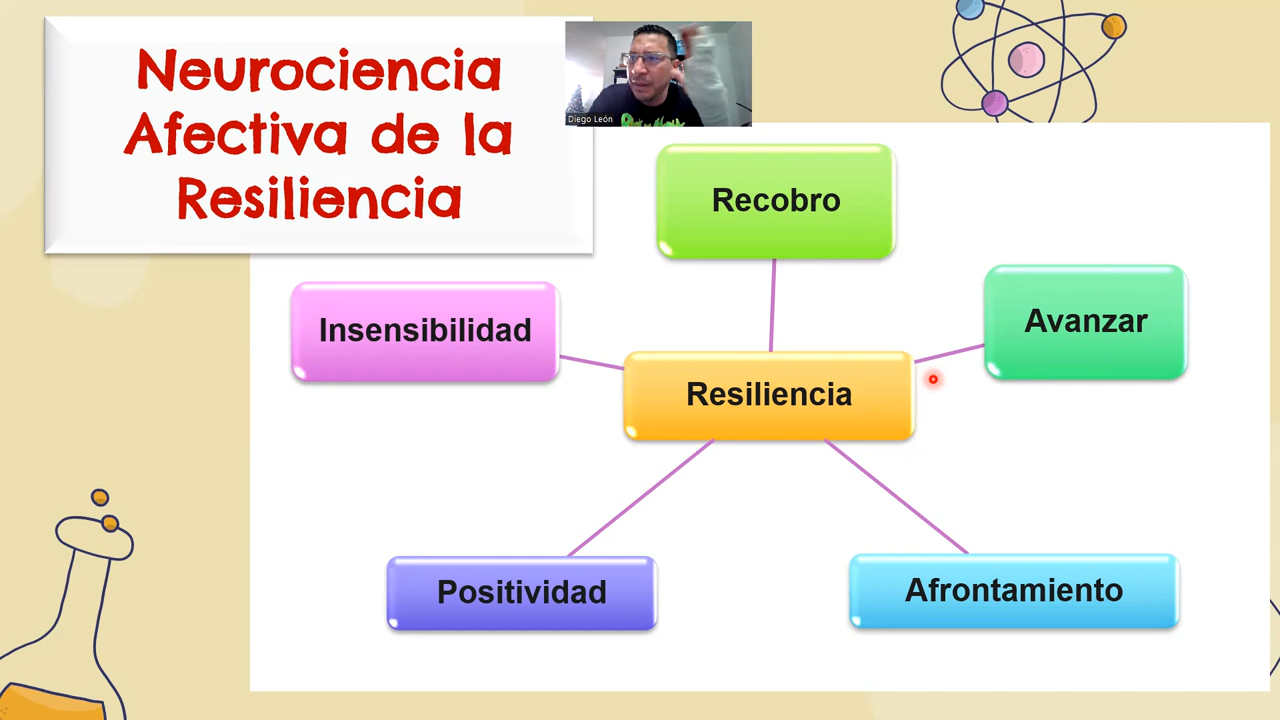 Neurociencia
Afectiva de la
Resiliencia
Diego León
Recobro
Insensibilidad
Avanzar
Resiliencia
Positividad
Afrontamiento